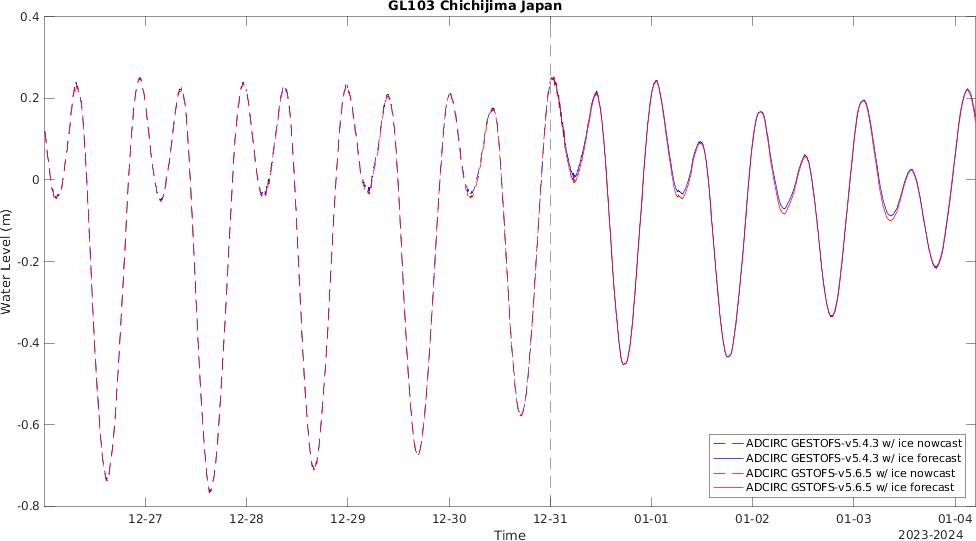 GL103 Chichijima Japan
0.4
0.2
0
-0.2
-0.4
-0.6
-0.8
Water Level (m)
ADCIRC GESTOFS-v5.4.3 w/ ice nowcast
ADCIRC GESTOFS-v5.4.3 w/ ice forecast
ADCIRC GSTOFS-v5.6.5 w/ ice nowcast
ADCIRC GSTOFS-v5.6.5 w/ ice forecast
12-27 12-28 12-29 12-30 12-31 01-01 01-02 01-03 01-04
Time
2023-2024